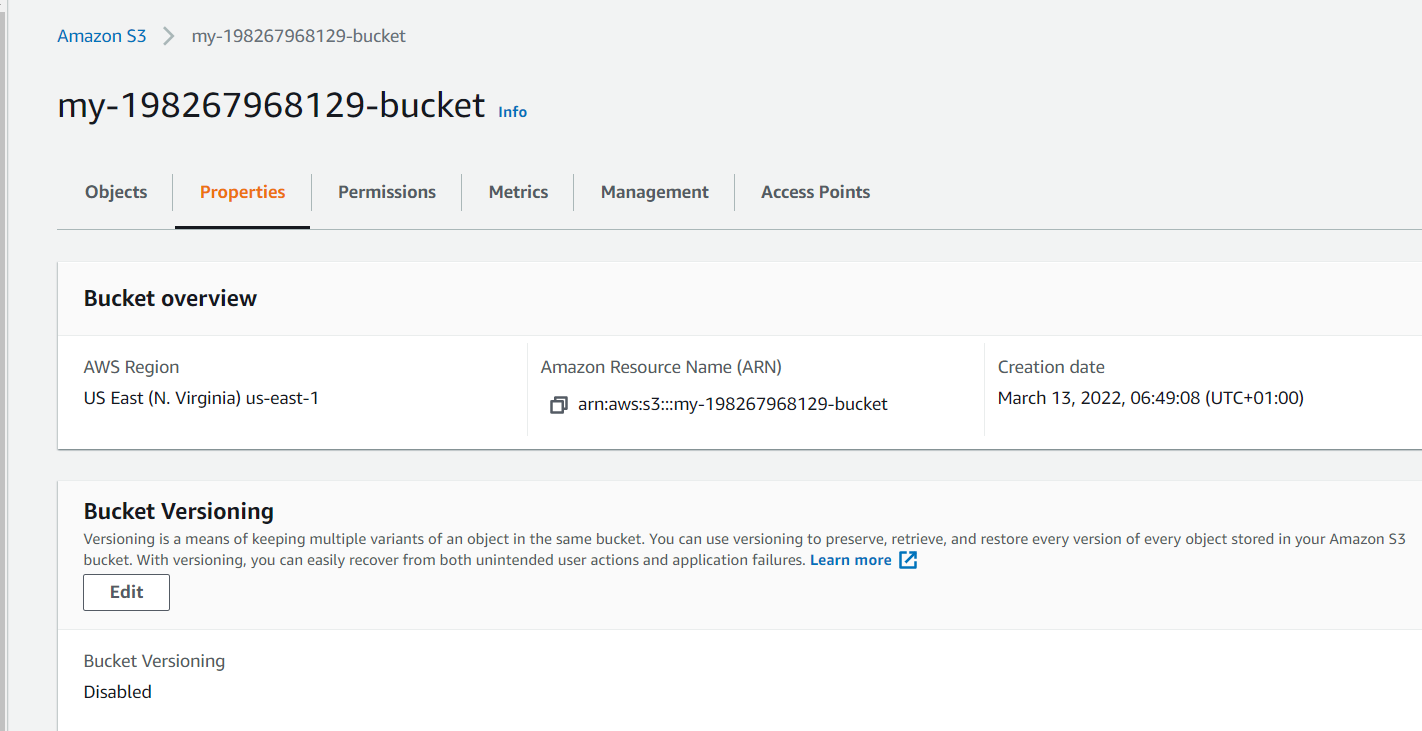 Amazon S3 > my-198267968129-bucket
my-198267968129-bucket Info
Objects Properties Permissions Metrics Management Access Points
Bucket overview
AWS Region
US East (N. Virginia) us-east-1
Amazon Resource Name (ARN)
arn:aws:s3:::my-198267968129-bucket
Creation date
March 13, 2022, 06:49:08 (UTC+01:00)
Bucket Versioning
Versioning is a means of keeping multiple variants of an object in the same bucket. You can use versioning to preserve, retrieve, and restore every version of every object stored in your Amazon S3
bucket. With versioning, you can easily recover from both unintended user actions and application failures. Learn more
Edit
Bucket Versioning
Disabled